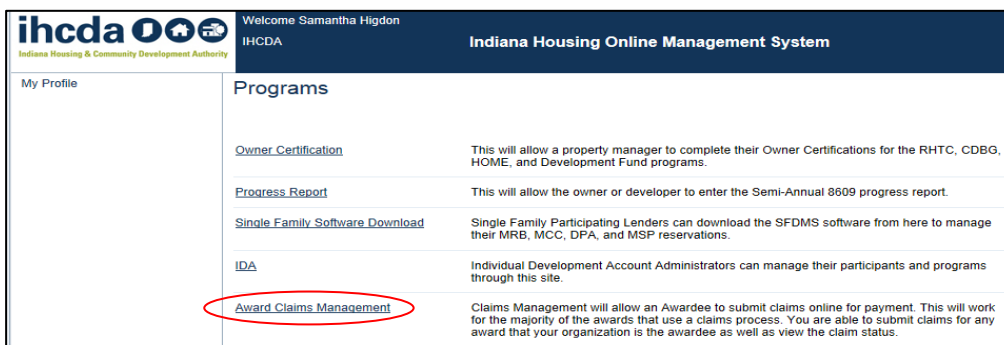 ihcda
Indiana Housing & Community Development Authority
Welcome Samantha Higdon
IHCDA
Indiana Housing Online Management System
My Profile
Programs
Owner Certification
This will allow a property manager to complete their Owner Certifications for the RHTC, CDBG,
HOME, and Development Fund programs.
Progress Report
This will allow the owner or developer to enter the Semi-Annual 8609 progress report.
Single Family Software Download
Single Family Participating Lenders can download the SFDMS software from here to manage
their MRB, MCC, DPA, and MSP reservations.
IDA
Individual Development Account Administrators can manage their participants and programs
through this site.
Award Claims Management
Claims Management will allow an Awardee to submit claims online for payment. This will work
for the majority of the awards that use a claims process. You are able to submit claims for any
award that your organization is the awardee as well as view the claim status.